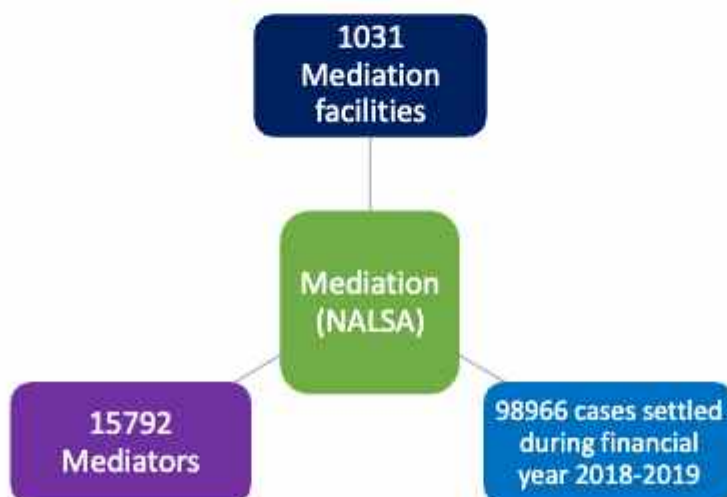 1031
Mediation
facilities
Mediation
(NALSA)
15792
Mediators
98966 cases settled
during financial
year 2018-2019